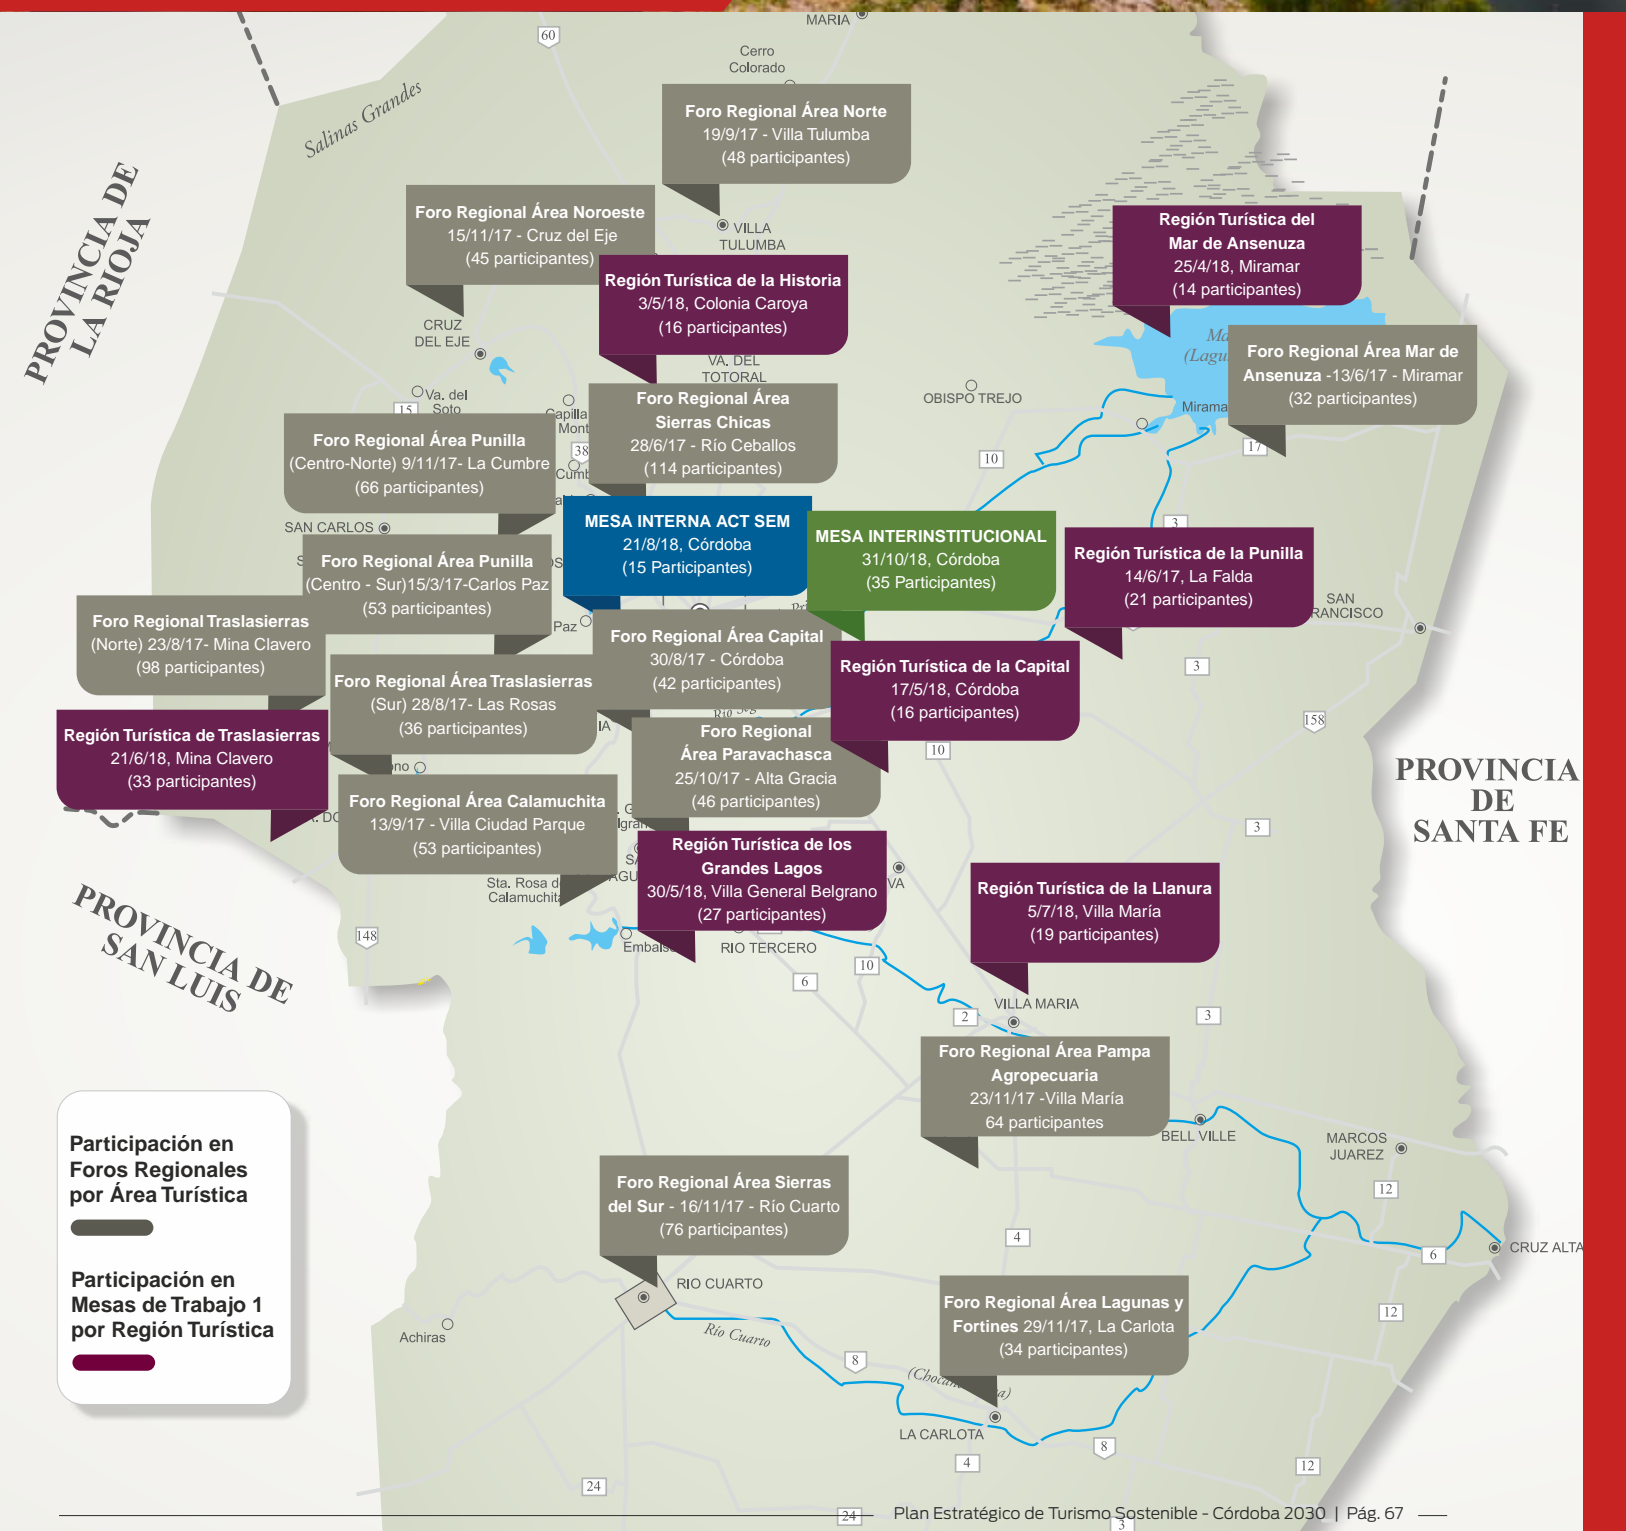 MARIA
60
Cerro
Colorado
Salinas Grandes
Foro Regional Área Norte
19/9/17 - Villa Tulumba
(48 participantes)
PROVINCIA DE
LA RIOJA
Foro Regional Área Noroeste
15/11/17 - Cruz del Eje
(45 participantes)
VILLA
TULUMBA
Región Turística del
Mar de Ansenuza
25/4/18, Miramar
(14 participantes)
Región Turística de la Historia
3/5/18, Colonia Caroya
(16 participantes)
CRUZ
DEL EJE
VA. DEL
TOTORAL
Foro Regional Área Mar de
Ansenuza -13/6/17 - Miramar
(32 participantes)
OBISPO TREJO
Va. del
Soto
15
Capilla
Foro Regional Área
Sierras Chicas
28/6/17 - Río Ceballos
(114 participantes)
17
10
38
Foro Regional Área Punilla
(Centro-Norte) 9/11/17- La Cumbre
(66 participantes)
SAN CARLOS
MESA INTERNA ACT SEM
21/8/18, Córdoba
(15 Participantes)
MESA INTERINSTITUCIONAL
31/10/18, Córdoba
(35 Participantes)
3
Región Turística de la Punilla
14/6/17, La Falda
(21 participantes)
Foro Regional Área Punilla
(Centro - Sur)15/3/17-Carlos Paz
(53 participantes)
SAN
RANCISCO
Paz
Foro Regional Traslasierras
(Norte) 23/8/17- Mina Clavero
(98 participantes)
Foro Regional Área Capital
30/8/17 - Córdoba
(42 participantes)
Región Turística de la Capital
17/5/18, Córdoba
(16 participantes)
3
Foro Regional Área Traslasierras
(Sur) 28/8/17- Las Rosas
(36 participantes)
158
Región Turística de Traslasierras
21/6/18, Mina Clavero
(33 participantes)
Foro Regional
Área Paravachasca
25/10/17 - Alta Gracia
(46 participantes)
10
PROVINCIA
DE
SANTA FE
Foro Regional Área Calamuchita
13/9/17 - Villa Ciudad Parque
(53 participantes)
3
Región Turística de los
Grandes Lagos
30/5/18, Villa General Belgrano
(27 participantes)
Región Turística de la Llanura
5/7/18, Villa María
(19 participantes)
Sta. Rosa de
Calamuchita
PROVINCIA DE
SAN LUIS
148
Embalse
RIO TERCERO
10
6
VILLA MARIA
2
3
Foro Regional Área Pampa
Agropecuaria
23/11/17 -Villa María
64 participantes
BELL VILLE
MARCOS
JUAREZ
12
Participación en
Foros Regionales
por Área Turística
Participación en
Mesas de Trabajo 1
por Región Turística
Foro Regional Área Sierras
del Sur - 16/11/17 - Río Cuarto
(76 participantes)
4
6
CRUZ ALTA
RIO CUARTO
Foro Regional Área Lagunas y
Fortines 29/11/17, La Carlota
(34 participantes)
12
Achiras
Río Cuarto
8
LA CARLOTA
8
4
12
24
24
3
Plan Estratégico de Turismo Sostenible - Córdoba 2030 | Pág. 67